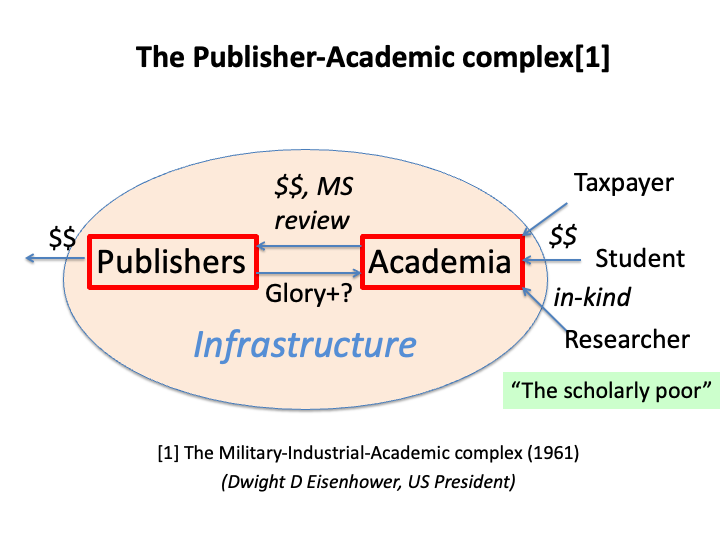 The Publisher-Academic complex[1]
$$, MS
review
Taxpayer
$$
$$
Publishers
Academia
Student
Glory+?
in-kind
Infrastructure
Researcher
“The scholarly poor”
[1] The Military-Industrial-Academic complex (1961)
(Dwight D Eisenhower, US President)